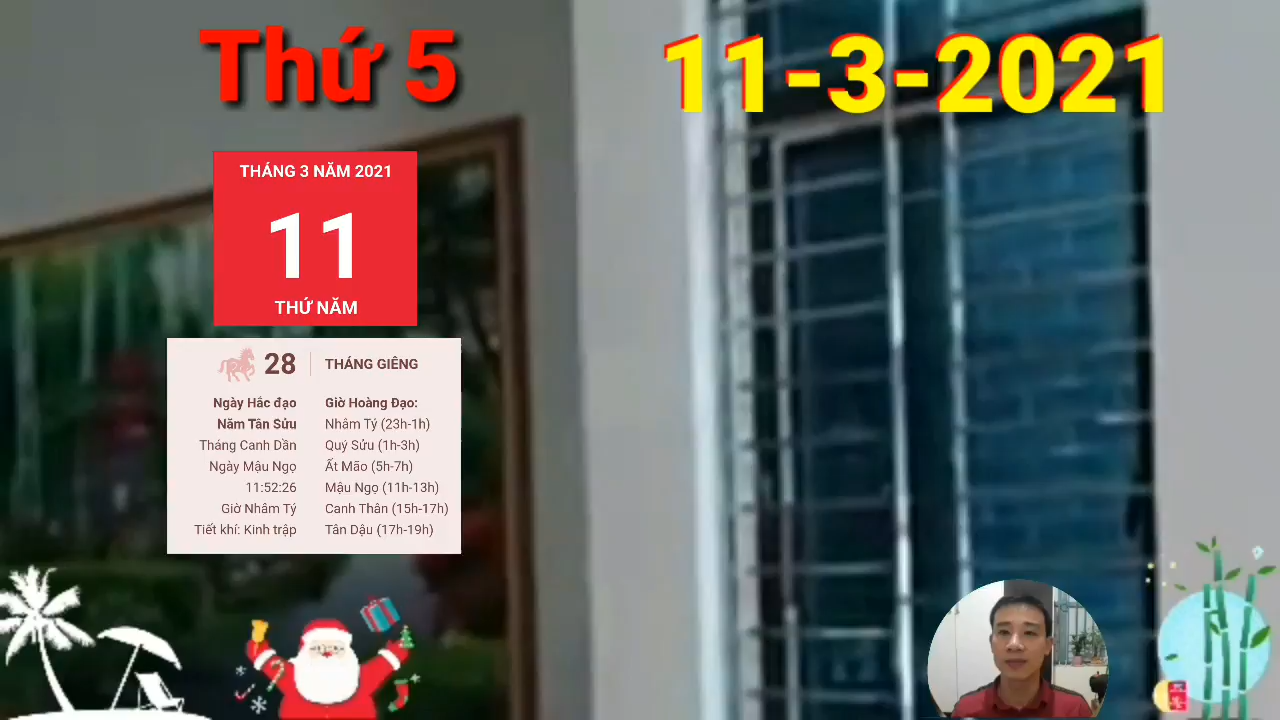 Thứ 5
11-3-2021
THÁNG 3 NĂM 2021
11
THỨ NĂM
28
THÁNG GIÊNG
Ngày Hắc đạo
Năm Tân Sửu
Tháng Canh Dần
Ngày Mậu Ngọ
11:52:26
Giờ Nhâm Tý
Tiết khí: Kinh trập
Giờ Hoàng Đạo:
Nhâm Tý (23h-1h)
Quý Sửu (1h-3h)
Ất Mão (5h-7h)
Mậu Ngọ (11h-13h)
Canh Thân (15h-17h)
Tân Dậu (17h-19h)